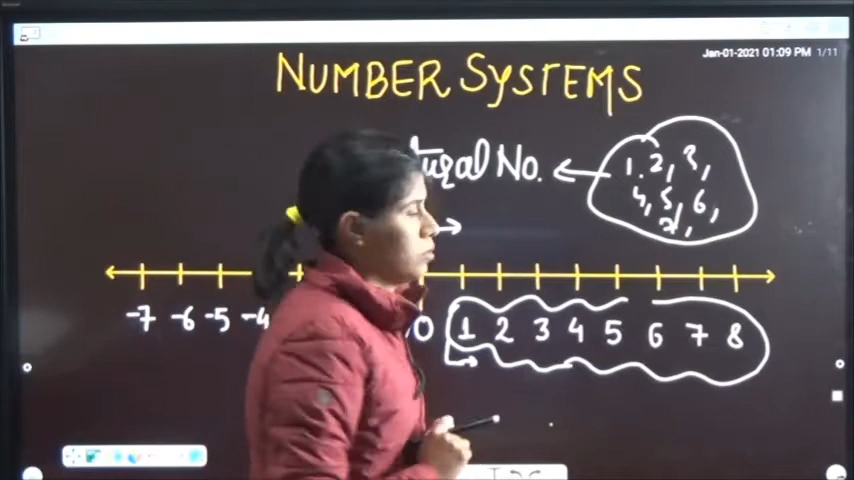 Jan-01-2021 01:09 PM 1/11
NUMBER SYSTEMS
tural No. ← 1. 2, 3,
4, 5, 6,
7,
-7 -6 -5 -4 0 1 2 3 4 5 6 7 8